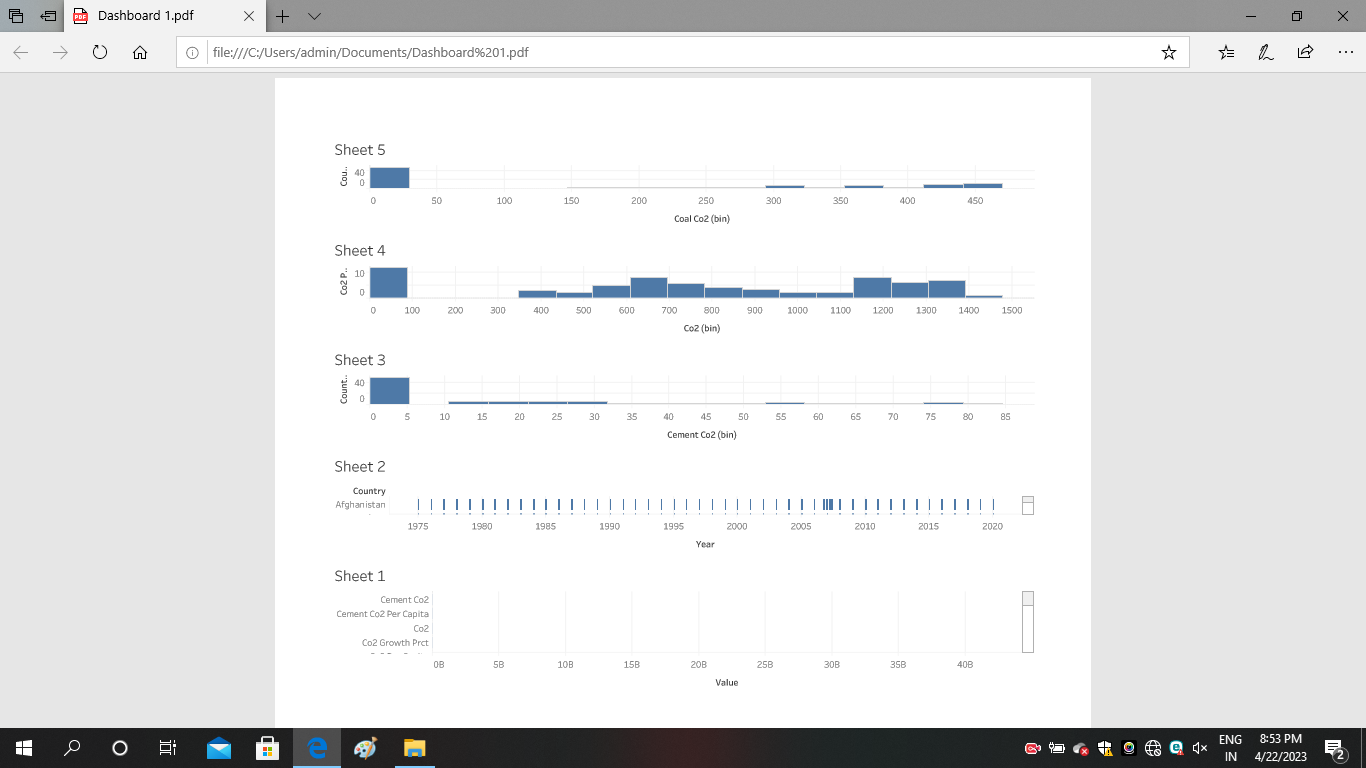 Dashboard 1.pdf
file:///C:/Users/admin/Documents/Dashboard%201.pdf
Sheet 5
Cou..
40
0
0 50 100 150 200 250 300 350 400 450
Coal Co2 (bin)
Sheet 4
Co2 P..
10
0
0 100 200 300 400 500 600 700 800 900 1000 1100 1200 1300 1400 1500
Co2 (bin)
Sheet 3
Count..
40
0
0 5 10 15 20 25 30 35 40 45 50 55 60 65 70 75 80 85
Cement Co2 (bin)
Sheet 2
Country
Afghanistan
1975 1980 1985 1990 1995 2000 2005 2010 2015 2020
Year
Sheet 1
Cement Co2
Cement Co2 Per Capita
Co2
Co2 Growth Prct
0B 5B 10B 15B 20B 25B 30B 35B 40B
Value
ENG
IN
8:53 PM
4/22/2023
2